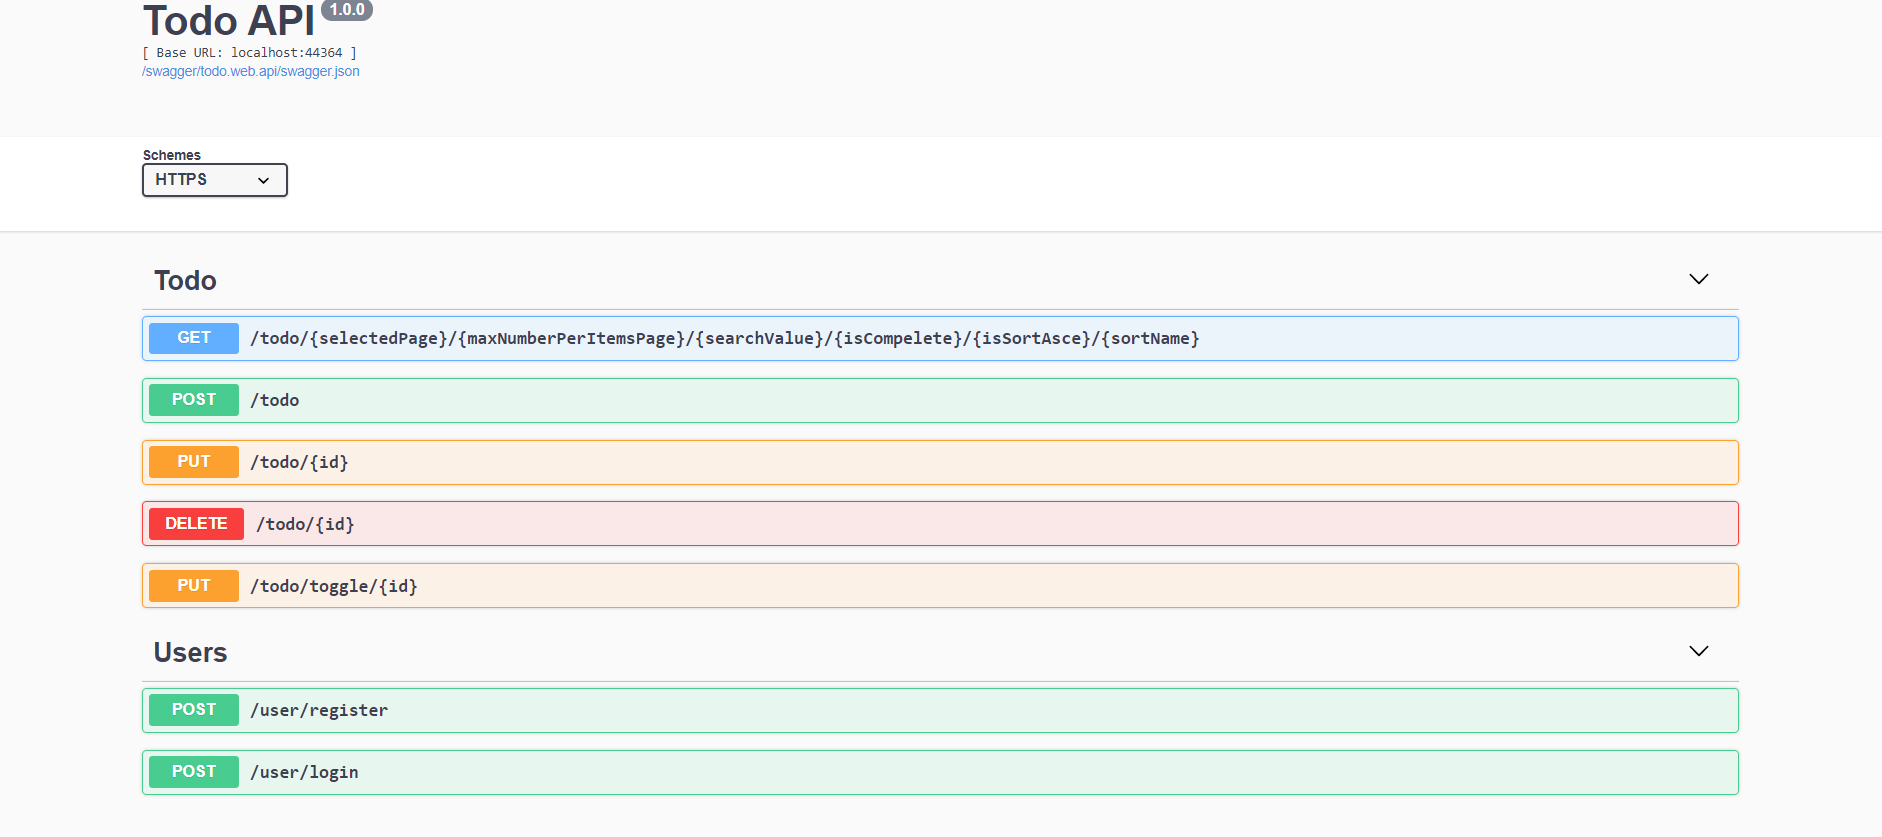 Todo API 1.0.0
[ Base URL: localhost:44364 ]
/swagger/todo.web.api/swagger.json
Schemes
HTTPS
Todo
GET /todo/{selectedPage}/{maxNumberPerItemsPage}/{searchValue}/{isCompelete}/{isSortAsce}/{sortName}
POST /todo
PUT /todo/{id}
DELETE /todo/{id}
PUT /todo/toggle/{id}
Users
POST /user/register
POST /user/login